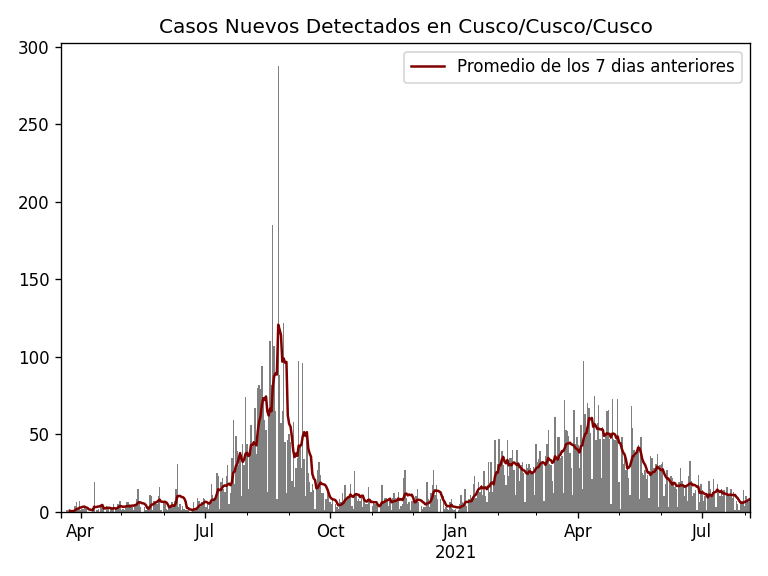 Casos Nuevos Detectados en Cusco/Cusco/Cusco
Promedio de los 7 dias anteriores
300
250
200
150
100
50
0
Apr Jul Oct Jan Apr Jul
2021